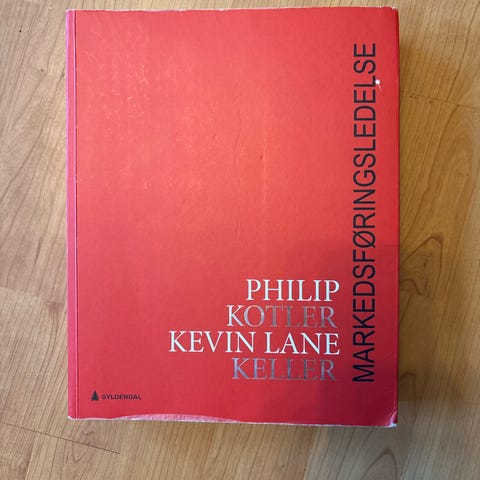 MARKEDSFØRINGSLEDELSE
PHILIP
KOTLER
KEVIN LANE
KELLER
GYLDENDAL